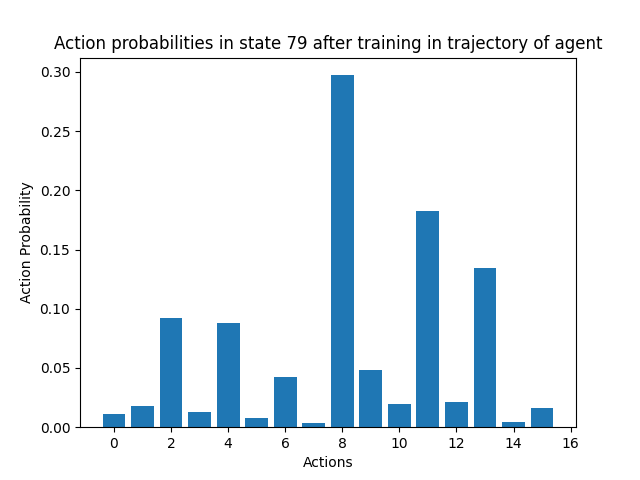 Action probabilities in state 79 after training in trajectory of agent
0.30
0.25
0.20
0.15
0.10
0.05
0.00
Action Probability
0 2 4 6 8 10 12 14 16
Actions